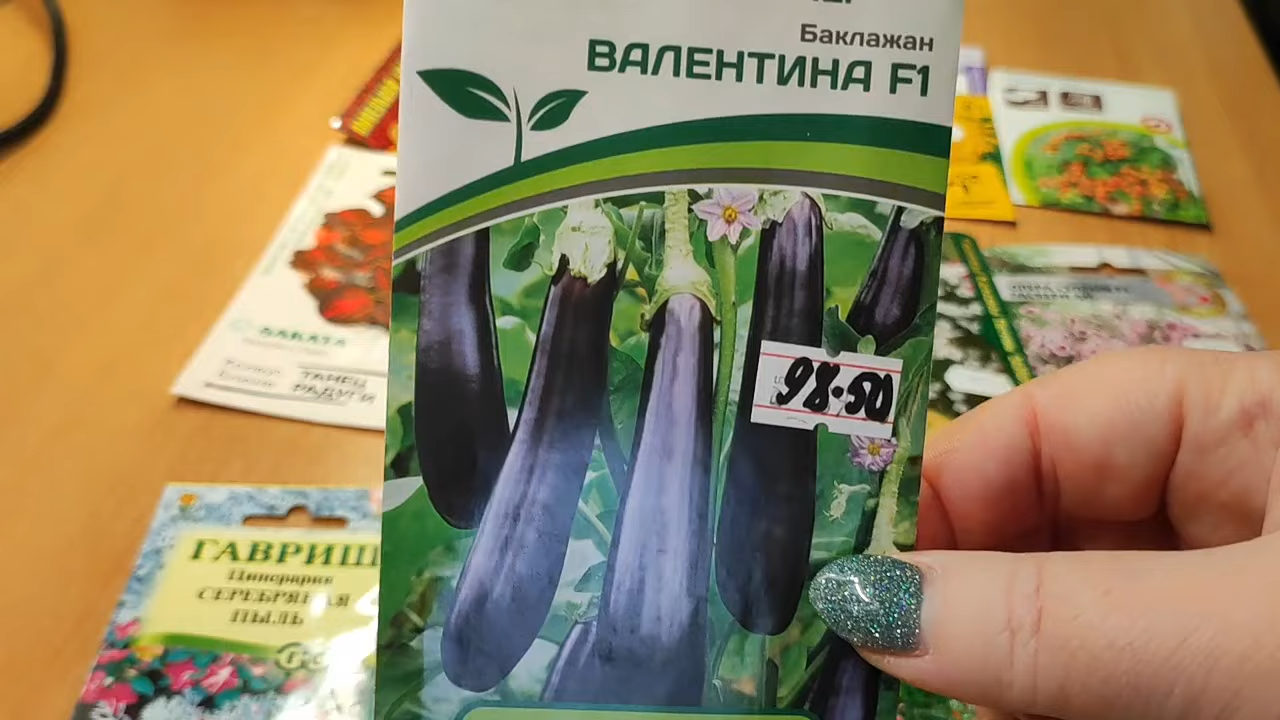 Баклажан
ВАЛЕНТИНА F1
98-50
SAKATA
ТАНЕЦ
РАДУГИ
ГАВРИШ
Цинерария
СЕРЕБРЯНАЯ
ПЫЛЬ